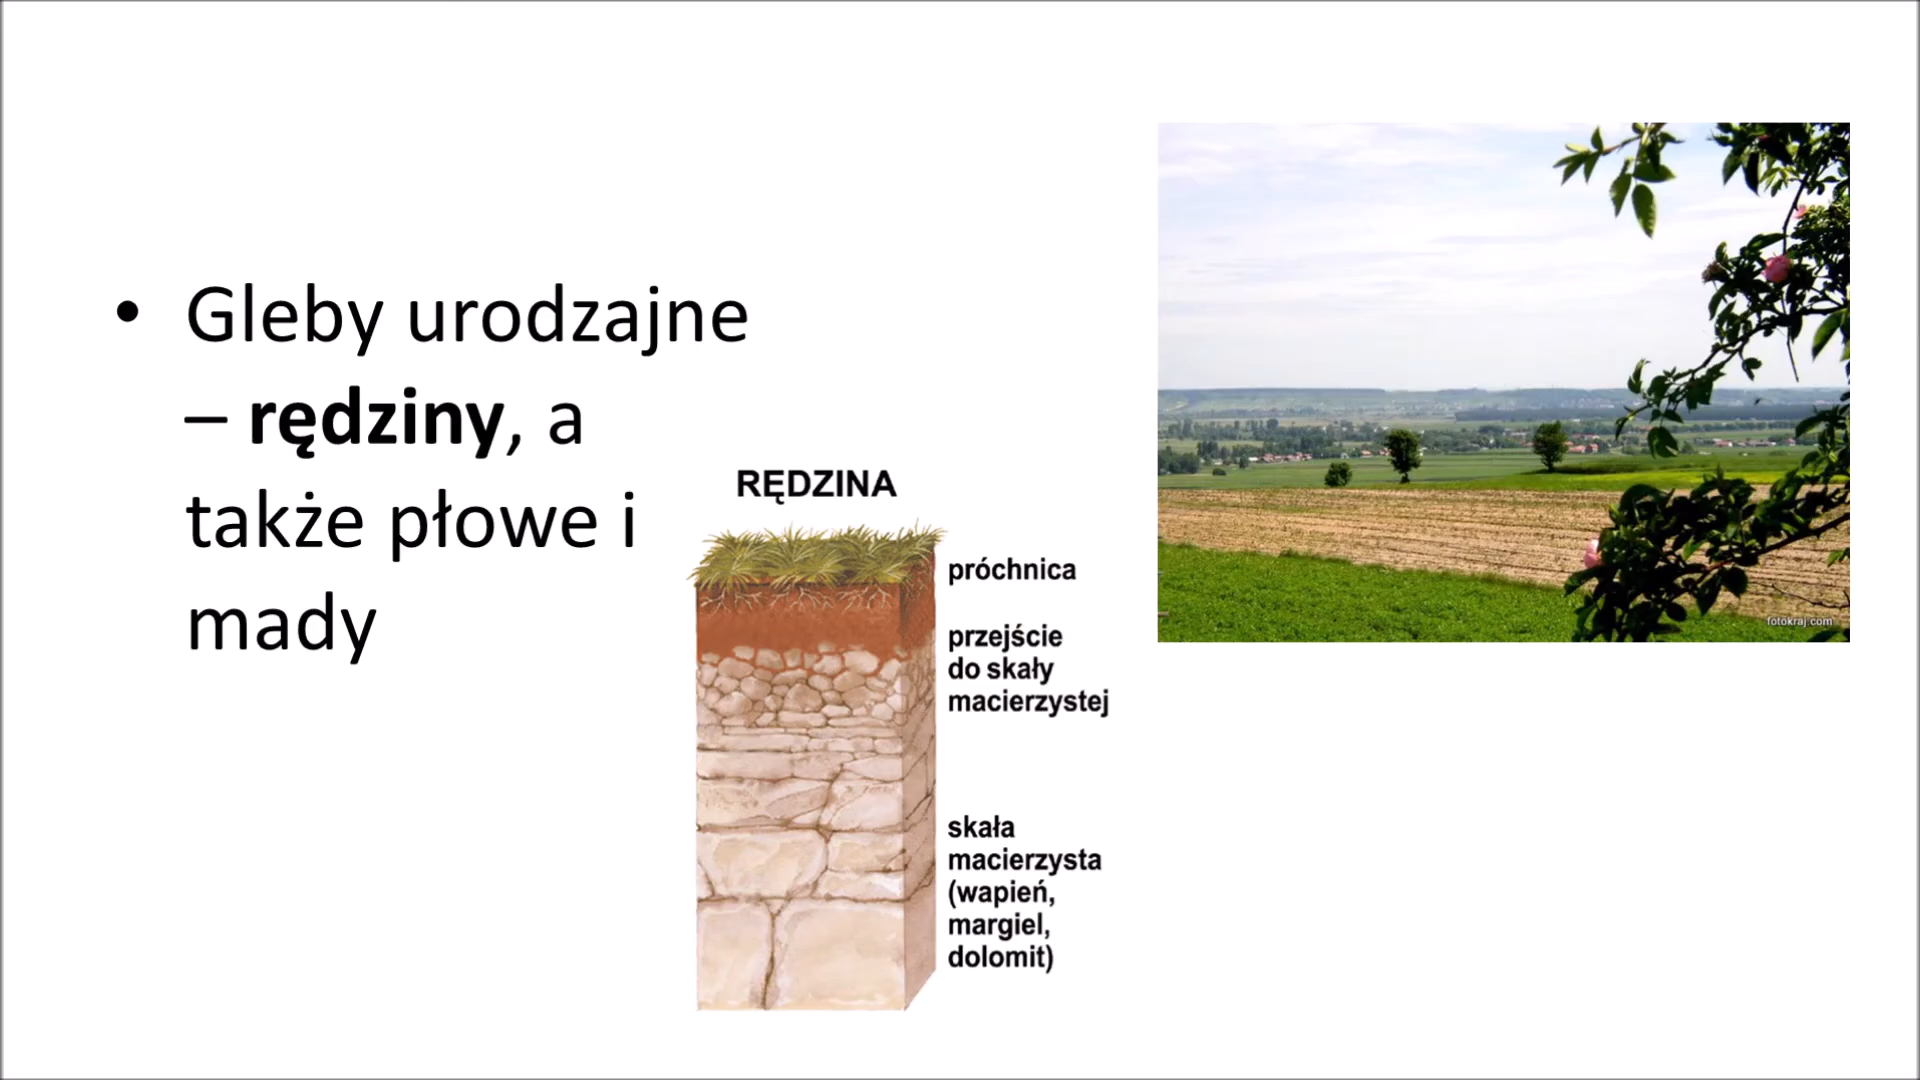 • Gleby urodzajne
– rędziny, a
także płowe i
mady
RĘDZINA
próchnica
przejście
do skały
macierzystej
skała
macierzysta
(wapień,
margiel,
dolomit)
fotokraj.com